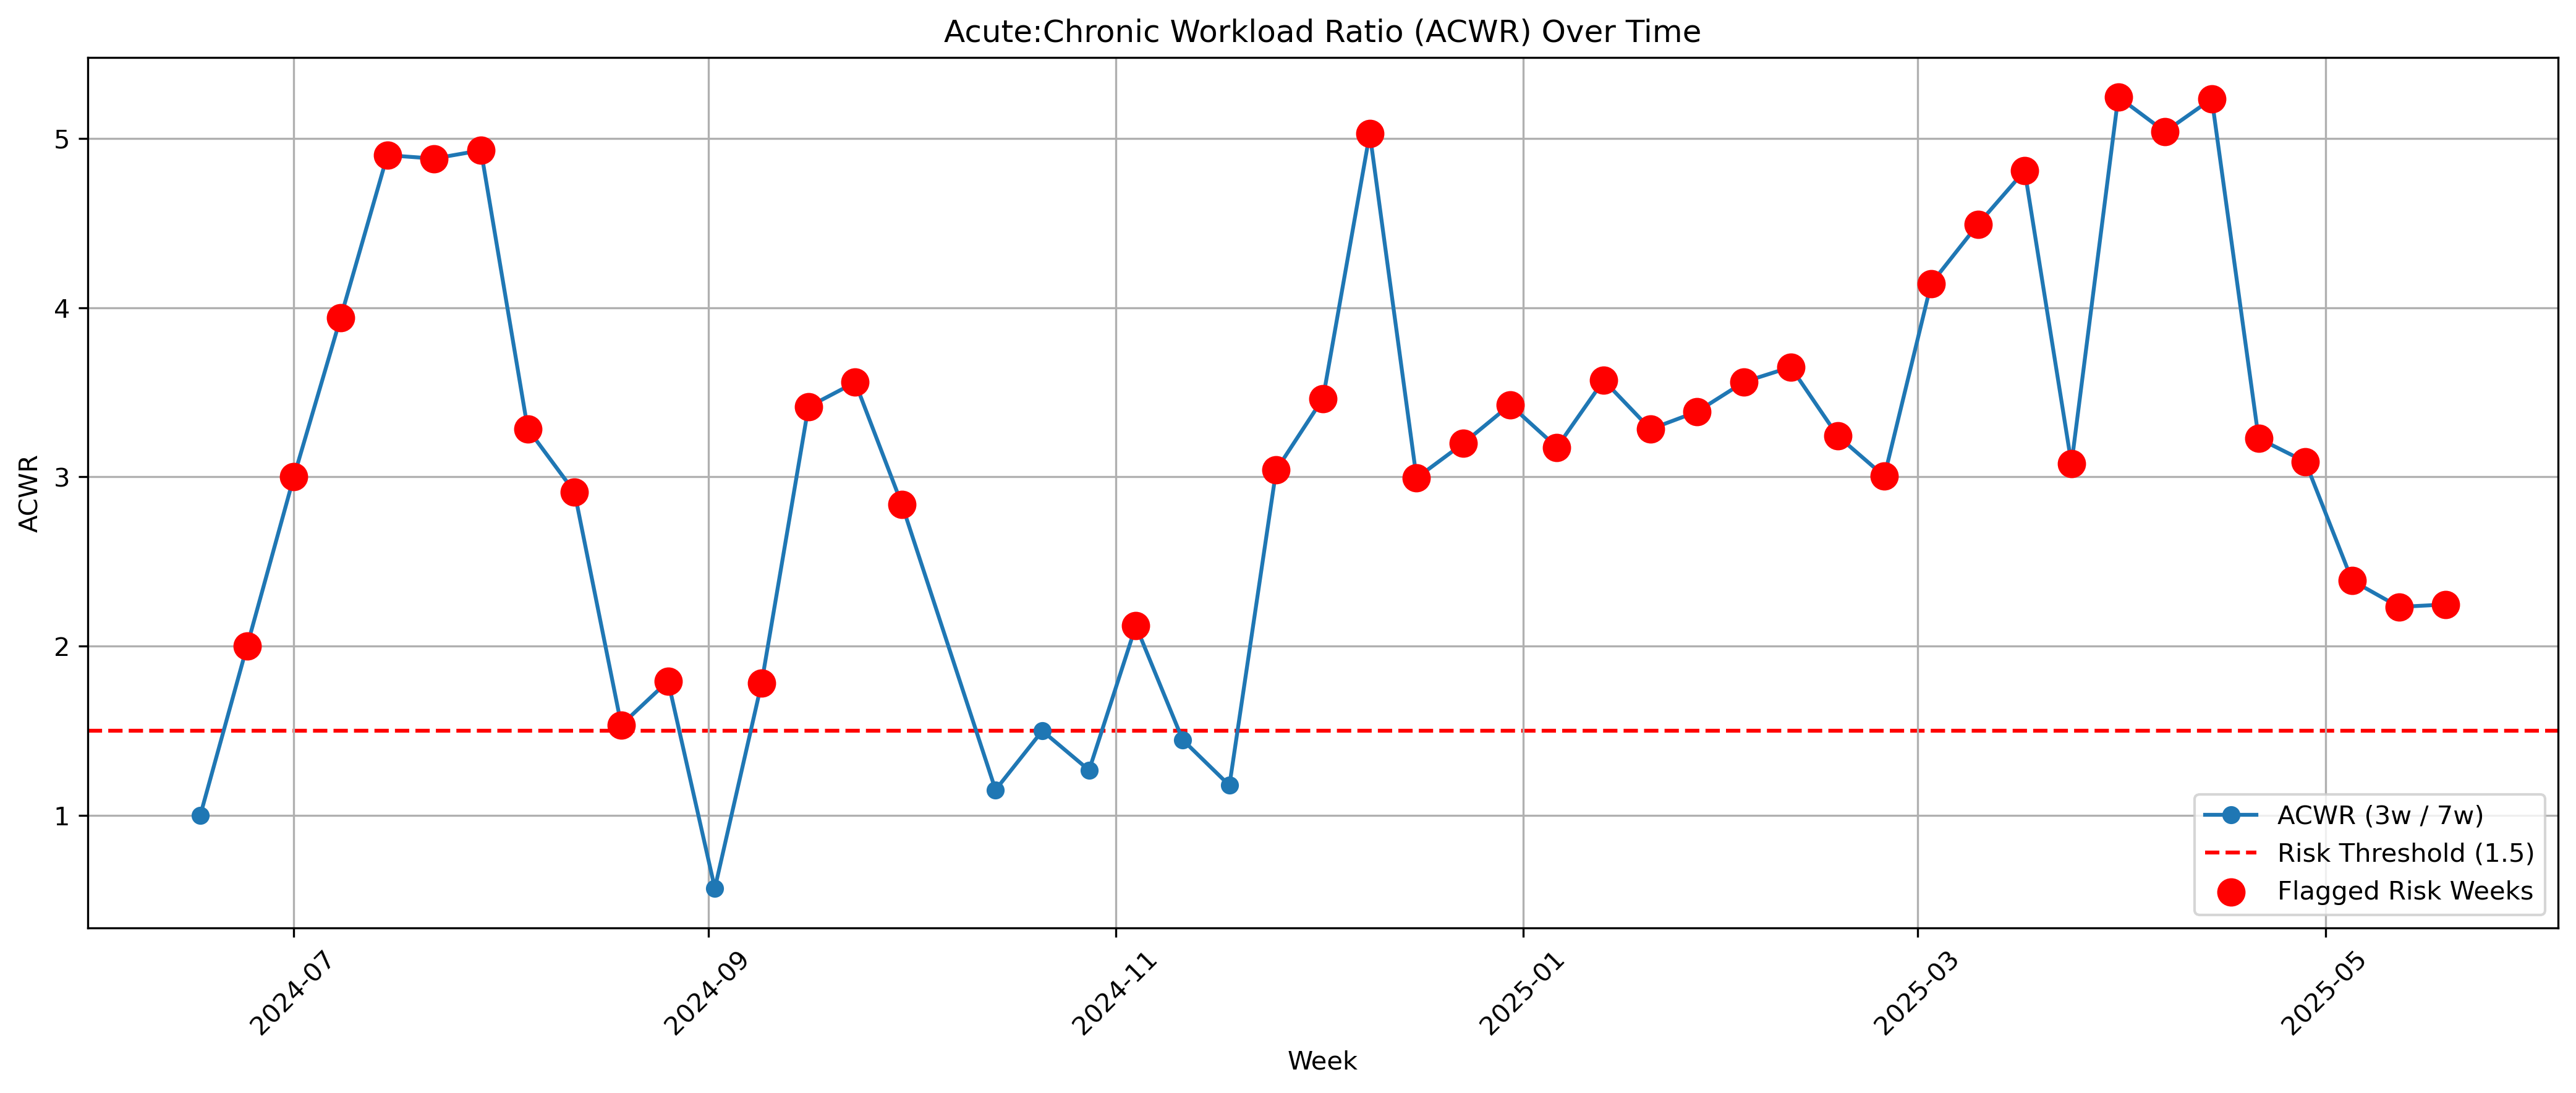 Acute:Chronic Workload Ratio (ACWR) Over Time
ACWR
5
4
3
2
1
2024-07
2024-09
2024-11
2025-01
2025-03
2025-05
Week
ACWR (3w / 7w)
Risk Threshold (1.5)
Flagged Risk Weeks